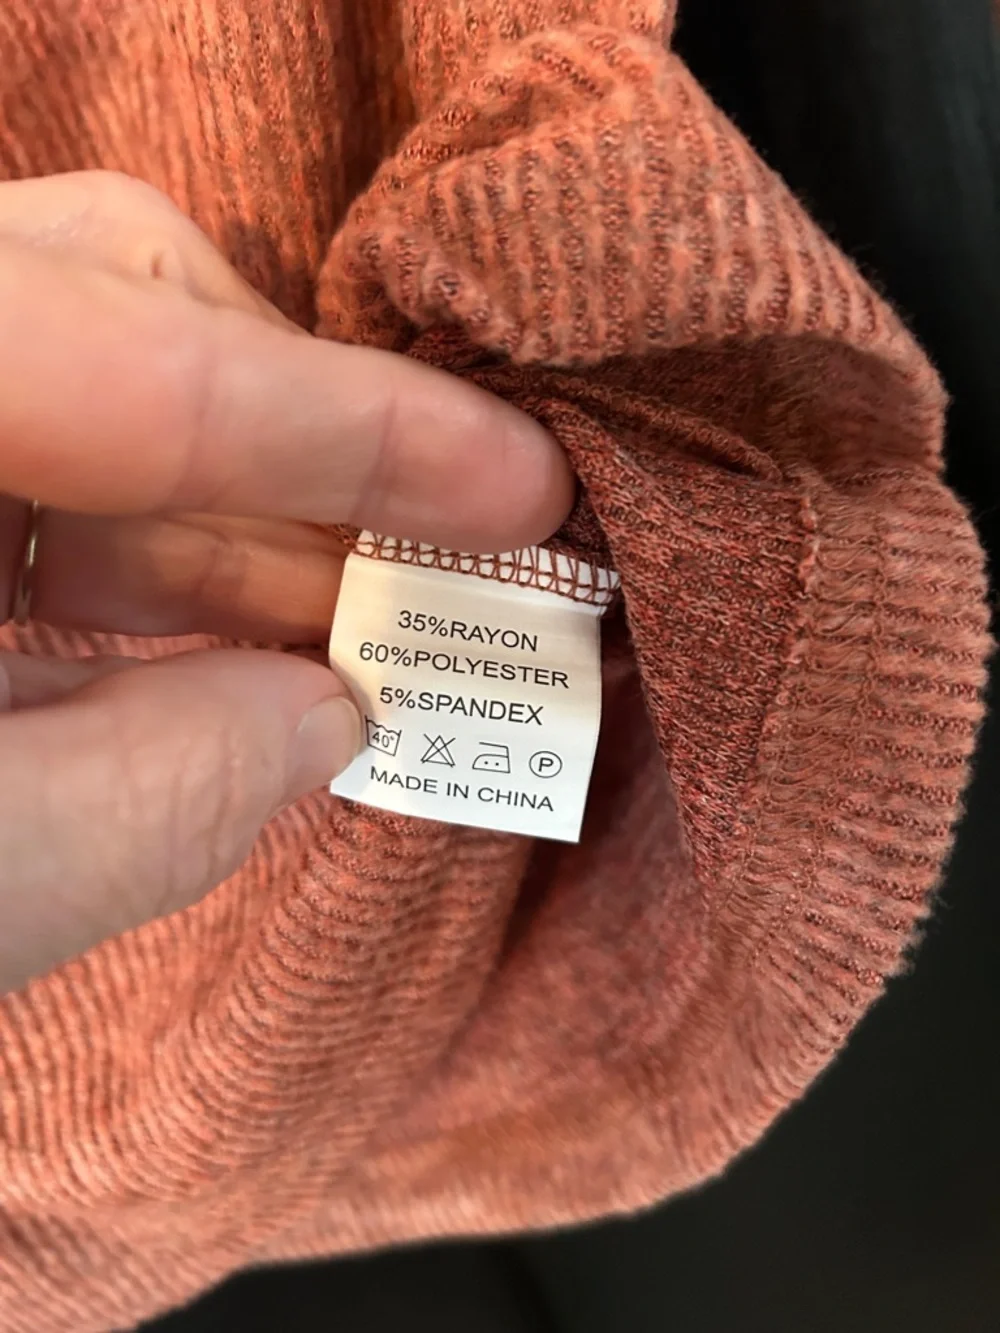 35%RAYON
60%POLYESTER
5%SPANDEX
40° P
MADE IN CHINA